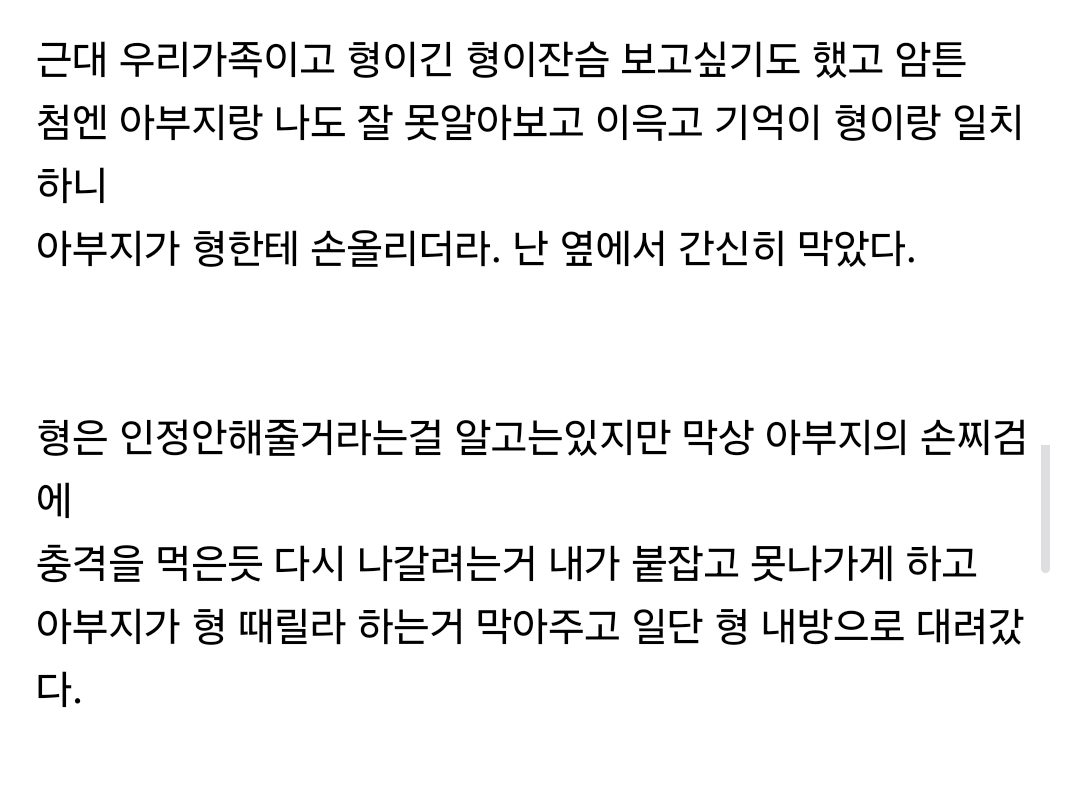 근대 우리가족이고 형이긴 형이잔슴 보고싶기도 했고 암튼
첨엔 아부지랑 나도 잘 못알아보고 이윽고 기억이 형이랑 일치
하니
아부지가 형한테 손올리더라. 난 옆에서 간신히 막았다.
형은 인정안해줄거라는걸 알고는있지만 막상 아부지의 손찌검
에
충격을 먹은듯 다시 나갈려는거 내가 붙잡고 못나가게 하고
아부지가 형 때릴라 하는거 막아주고 일단 형 내방으로 대려갔
다.